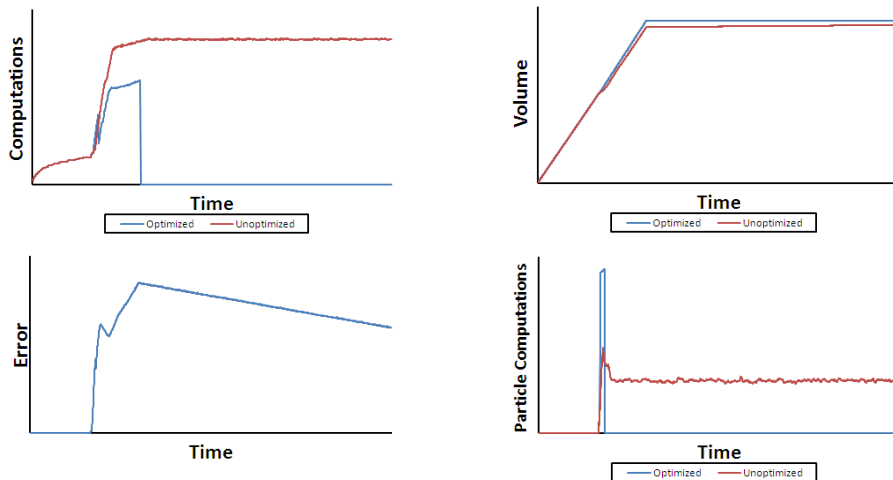 Computations
Time
Optimized Unoptimized
Volume
Time
Optimized Unoptimized
Error
Time
Particle Computations
Time
Optimized Unoptimized